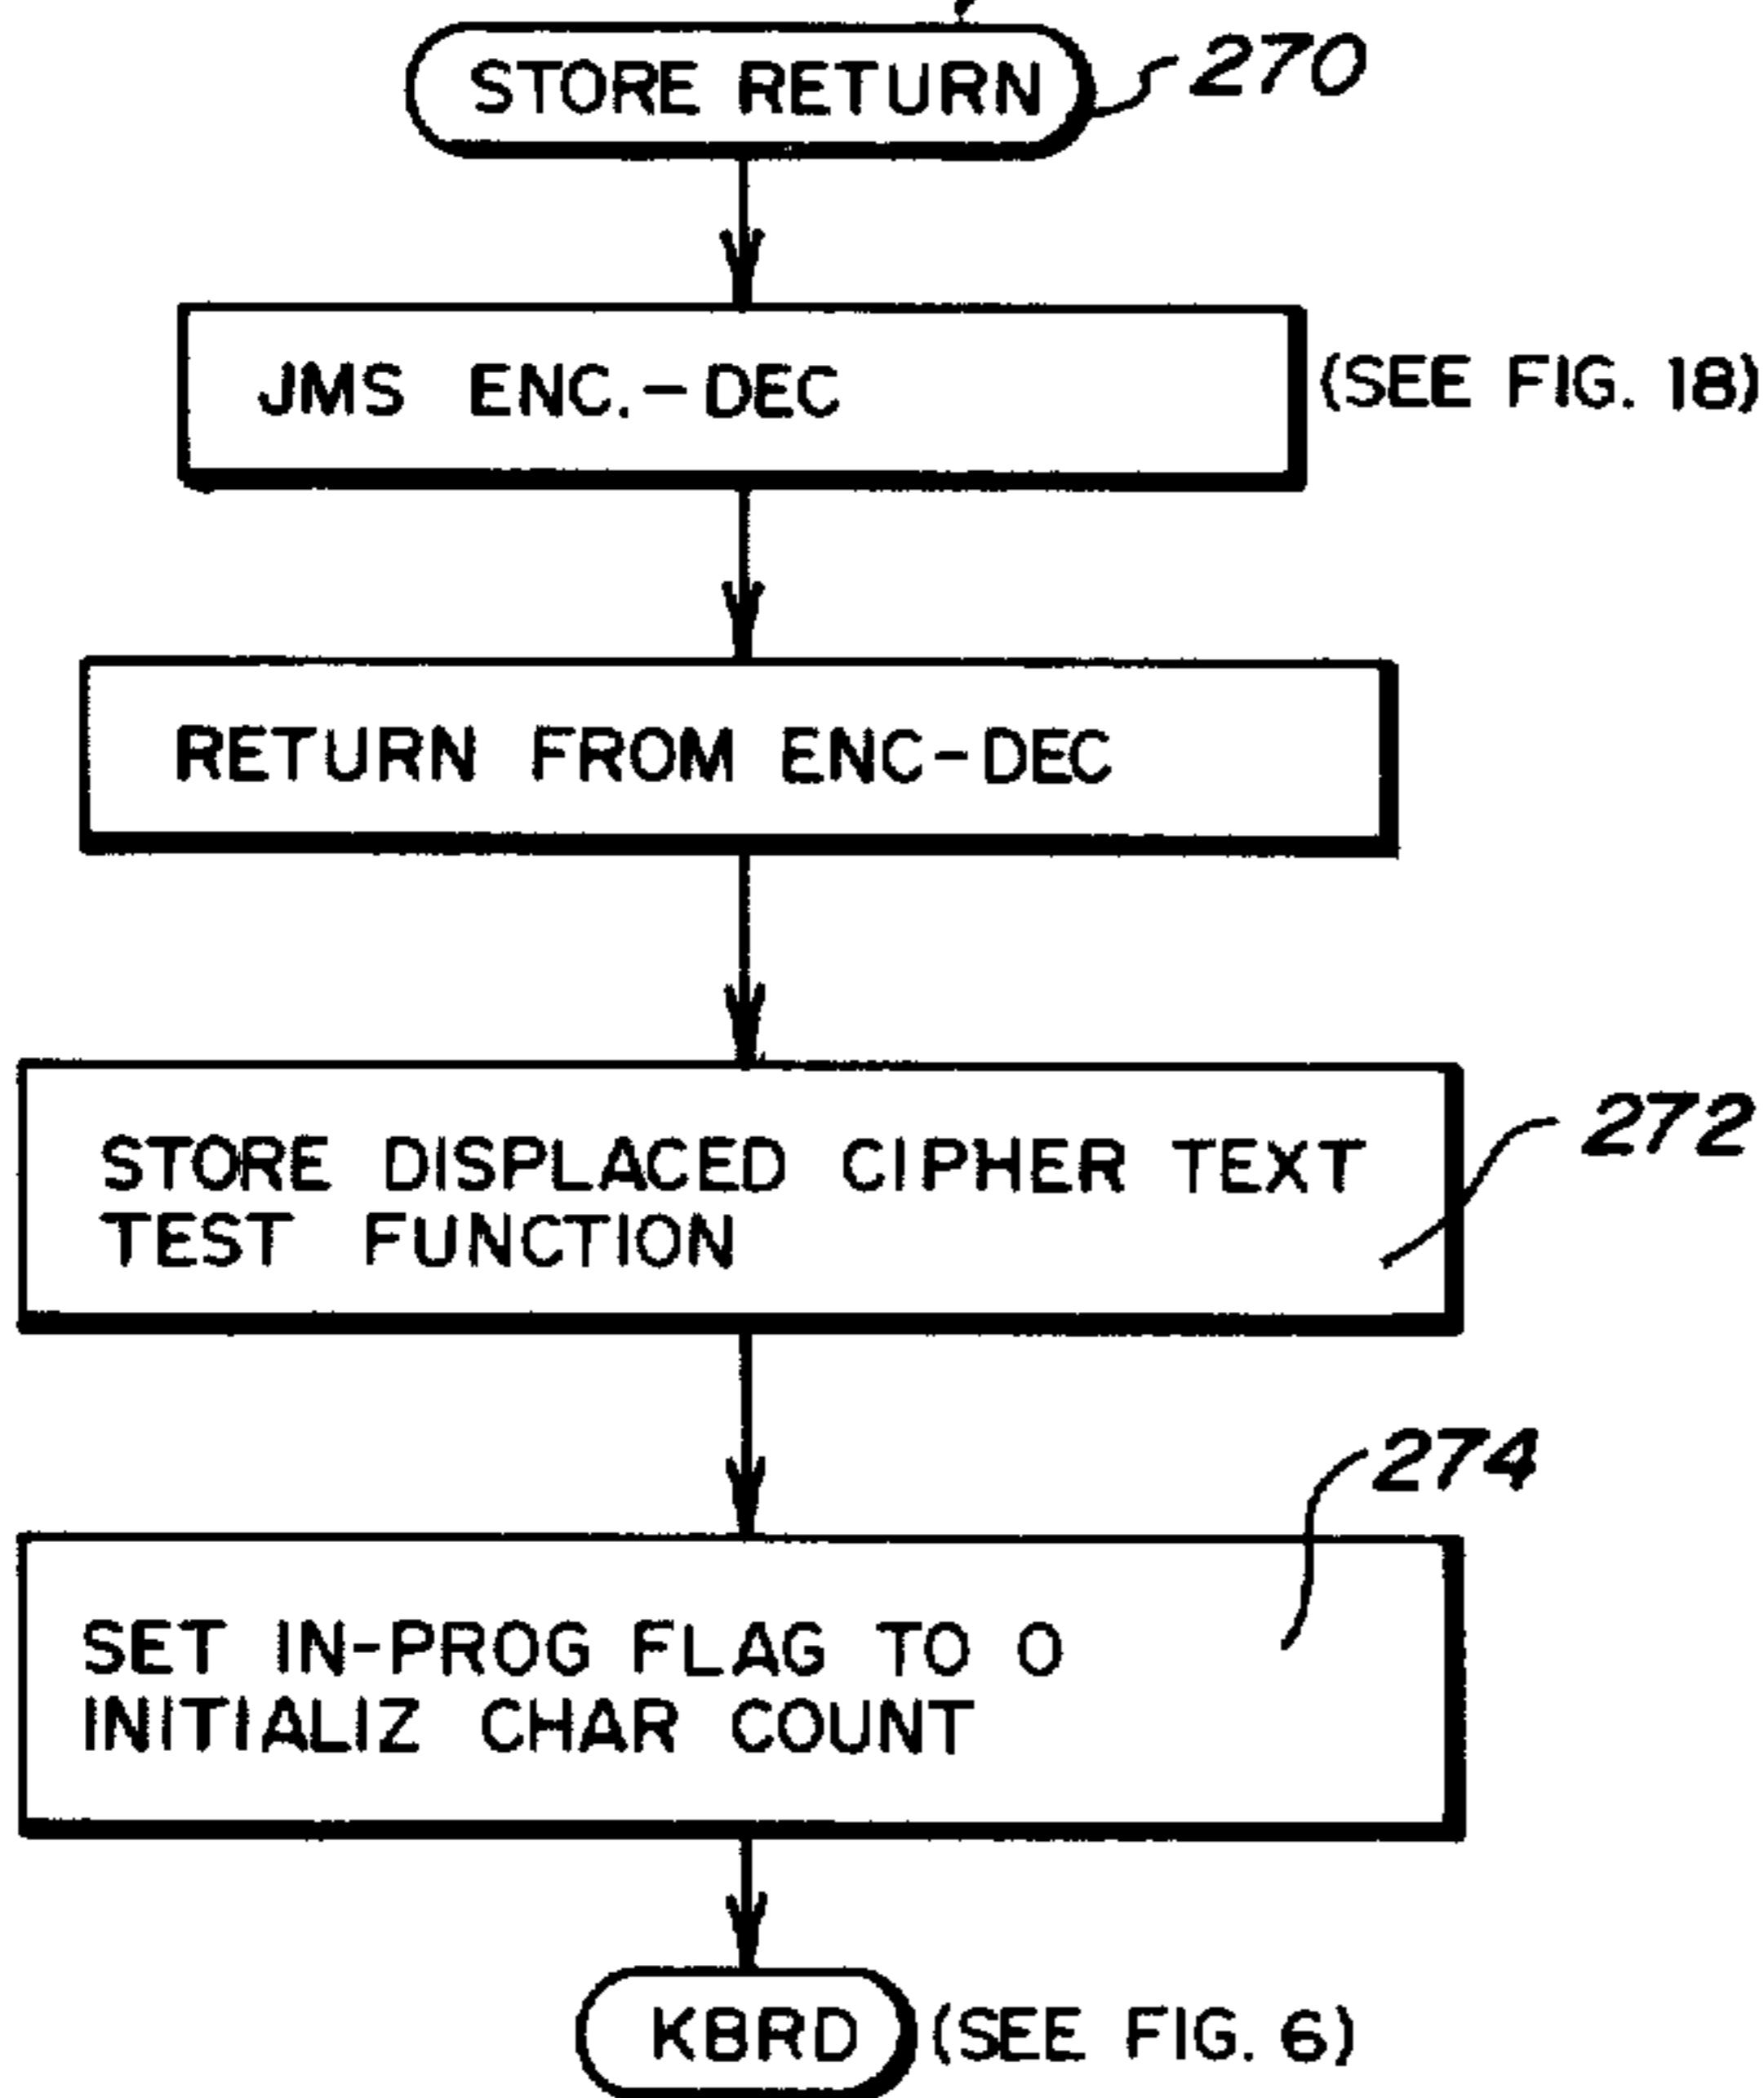 STORE RETURN
270
JMS ENC.-DEC
(SEE FIG. 18)
RETURN FROM ENC-DEC
STORE DISPLACED CIPHER TEXT
TEST FUNCTION
272
274
SET IN-PROG FLAG TO 0
INITIALIZ CHAR COUNT
KBRD
(SEE FIG. 6)